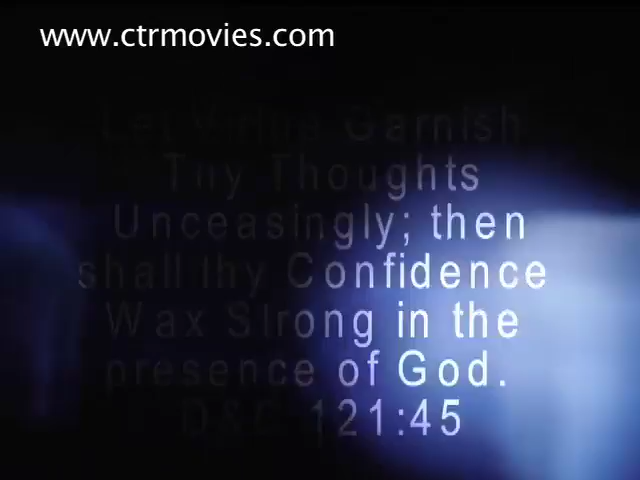 www.ctrmovies.com
Let Virtue Garnish
Thy Thoughts
Unceasingly; then
shall thy Confidence
Wax Strong in the
presence of God.
D&C 121:45